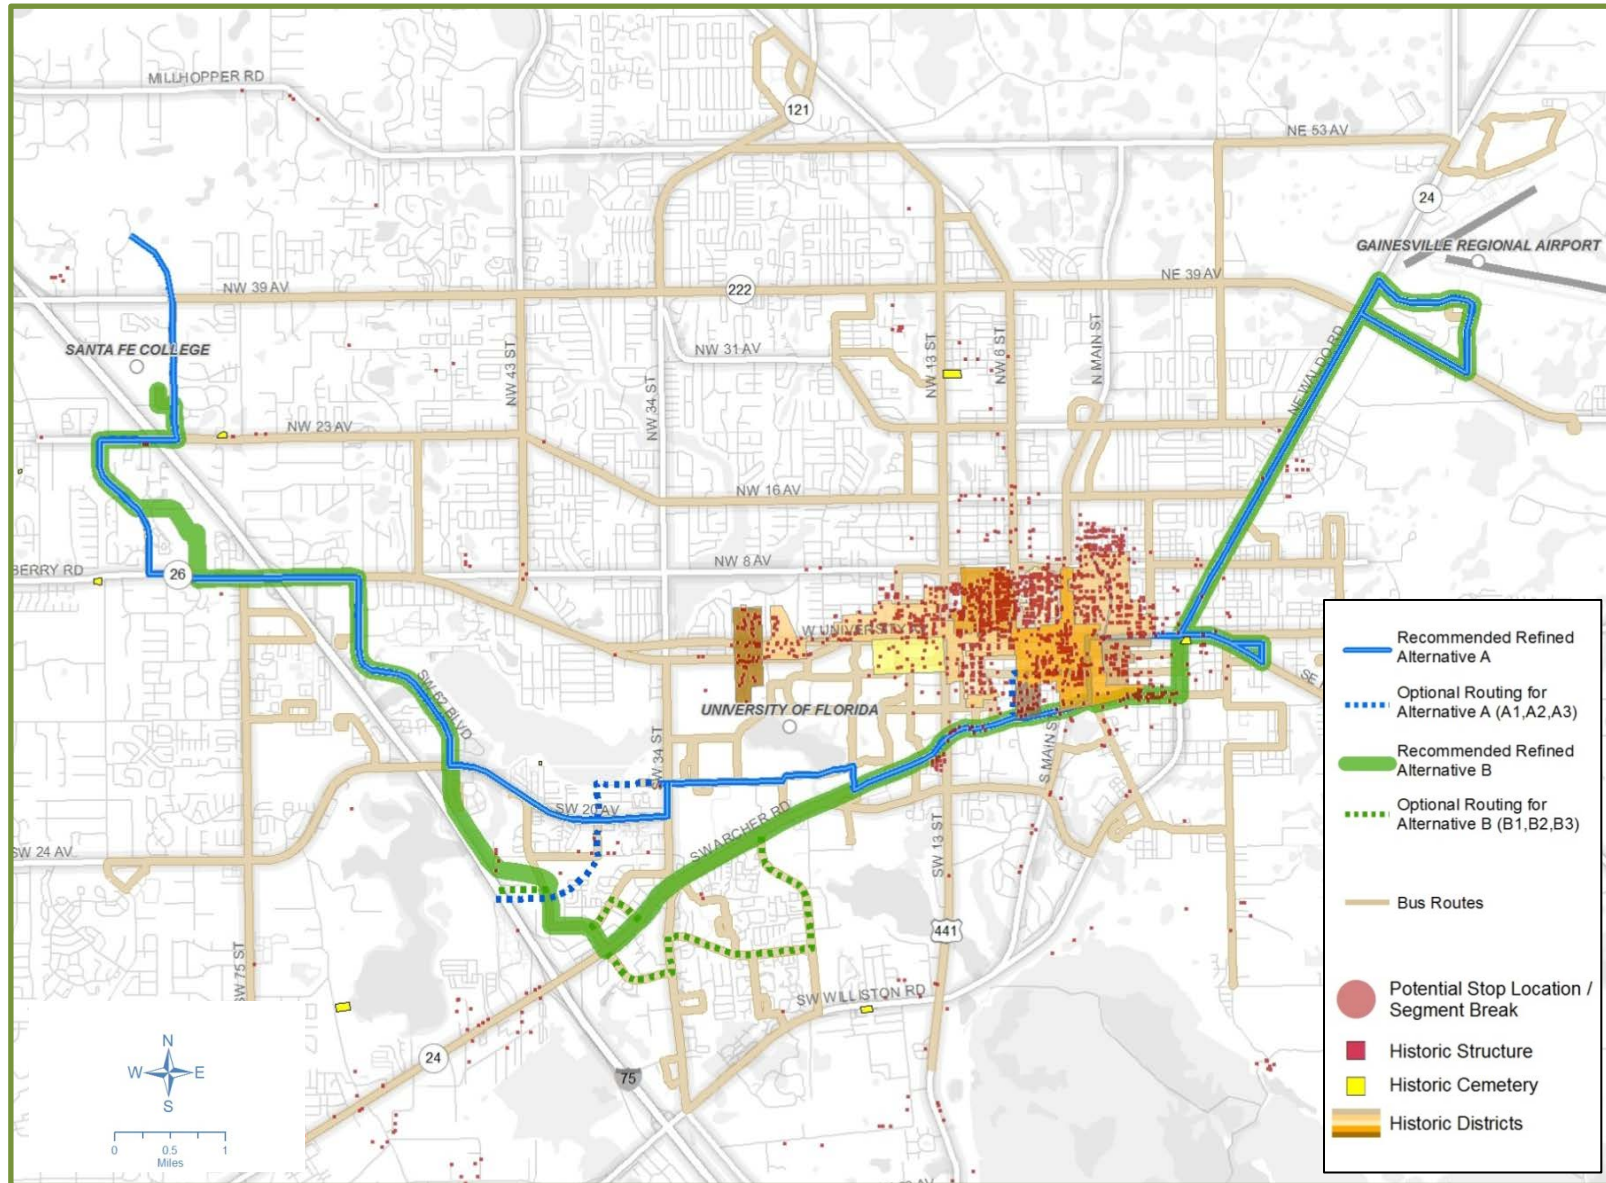 MILLHOPPER RD
121
NE 53 AV
24
GAINESVILLE REGIONAL AIRPORT
NW 39 AV
222
NE 39 AV
SANTA FE COLLEGE
NW 43 ST
NW 34 ST
NW 31 AV
NW 13 ST
NW 6 ST
N MAIN ST
NE WALDO RD
NW 23 AV
NW 16 AV
BERRY RD
26
NW 8 AV
W UNIVERSITY
SE
SW 62 BLVD
UNIVERSITY OF FLORIDA
SW 34 ST
S MAIN S
SW 20 AV
SW ARCHER RD
SW 13 ST
SW 24 AV
441
SW 75 ST
SW WILLISTON RD
24
75
AV
N
W E
S
0 0.5 1
Miles
Recommended Refined
Alternative A
Optional Routing for
Alternative A (A1,A2,A3)
Recommended Refined
Alternative B
Optional Routing for
Alternative B (B1,B2,B3)
Bus Routes
Potential Stop Location /
Segment Break
Historic Structure
Historic Cemetery
Historic Districts